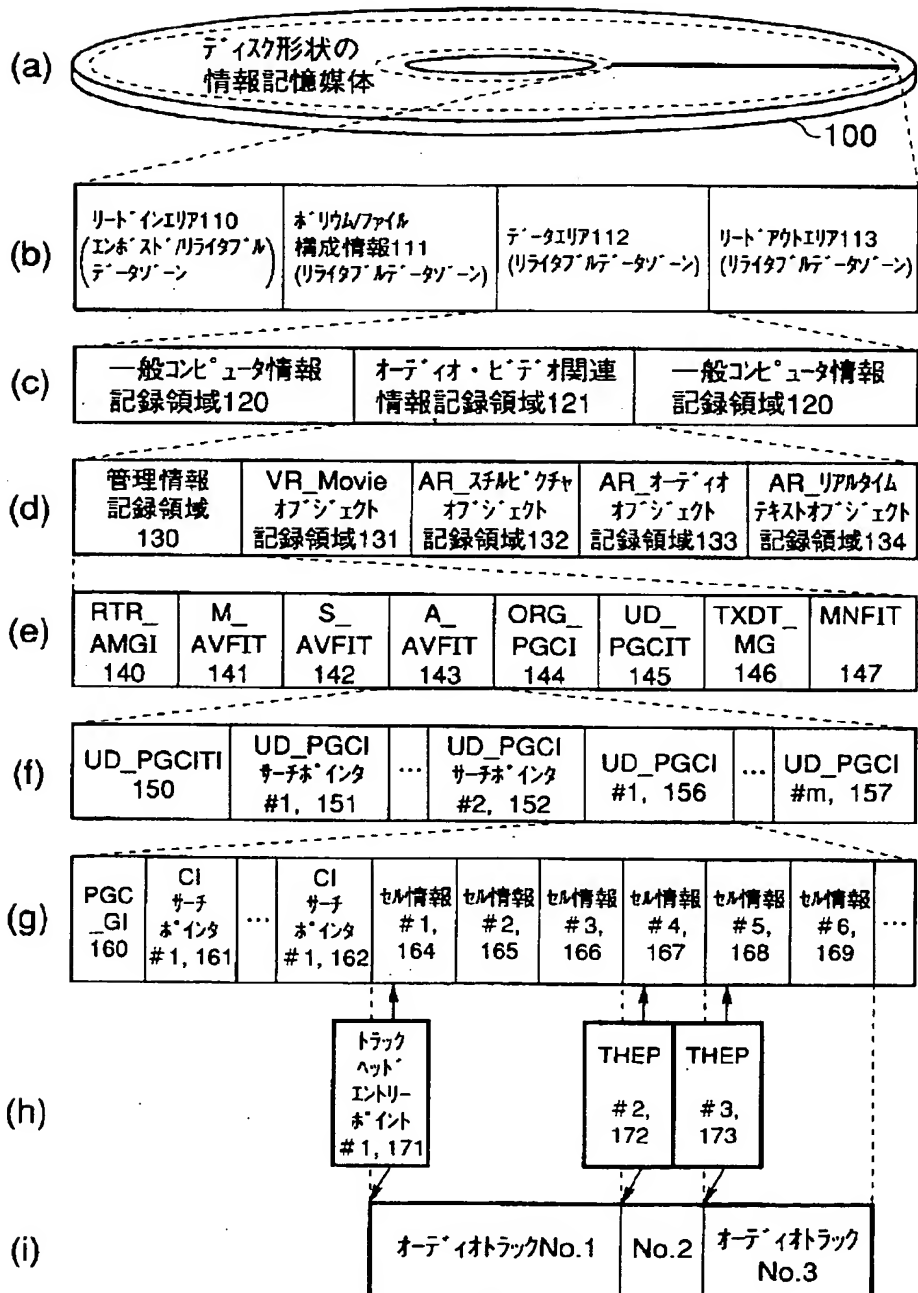 (a)
ディスク形状の
情報記憶媒体
100
(b)
リードインエリア110
(エンボスド/リライタブル
データゾーン)
ボリウム/ファイル
構成情報111
(リライタブルデータゾーン)
データエリア112
(リライタブルデータゾーン)
リードアウトエリア113
(リライタブルデータゾーン)
(c)
一般コンピュータ情報
記録領域120
オーディオ・ビデオ関連
情報記録領域121
一般コンピュータ情報
記録領域120
(d)
管理情報
記録領域
130
VR_Movie
オブジェクト
記録領域131
AR_スチルピクチャ
オブジェクト
記録領域132
AR_オーディオ
オブジェクト
記録領域133
AR_リアルタイム
テキストオブジェクト
記録領域134
(e)
RTR_
AMGI
140
M_
AVFIT
141
S_
AVFIT
142
A_
AVFIT
143
ORG_
PGCI
144
UD_
PGCIT
145
TXDT_
MG
146
MNFIT
147
(f)
UD_PGCITI
150
UD_PGCI
サーチポインタ
#1, 151
…
UD_PGCI
サーチポインタ
#2, 152
UD_PGCI
#1, 156
…
UD_PGCI
#m, 157
(g)
PGC
_GI
160
CI
サーチ
ポインタ
#1, 161
…
CI
サーチ
ポインタ
#1, 162
セル情報
#1,
164
セル情報
#2,
165
セル情報
#3,
166
セル情報
#4,
167
セル情報
#5,
168
セル情報
#6,
169
…
(h)
トラック
ヘッド
エントリー
ポイント
#1, 171
THEP
#2,
172
THEP
#3,
173
(i)
オーディオトラックNo.1
No.2
オーディオトラック
No.3